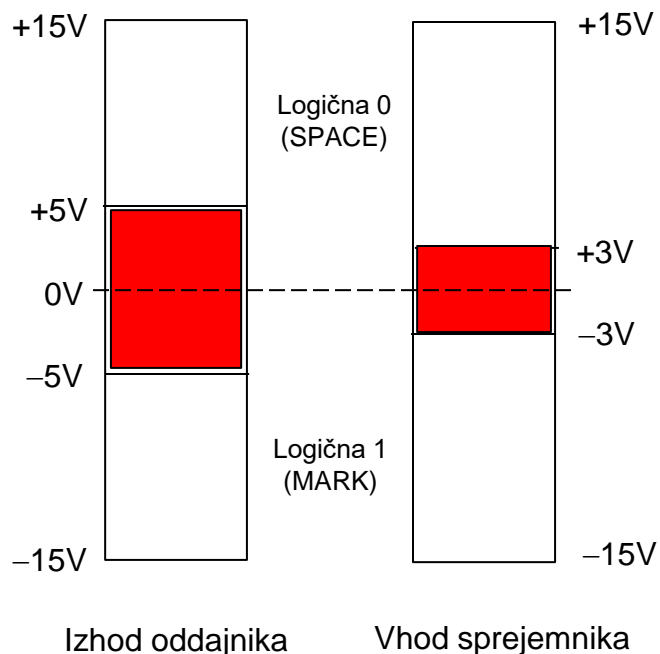 +15V
+15V
Logična 0
(SPACE)
+5V
+3V
0V
−3V
−5V
Logična 1
(MARK)
−15V
−15V
Izhod oddajnika
Vhod sprejemnika